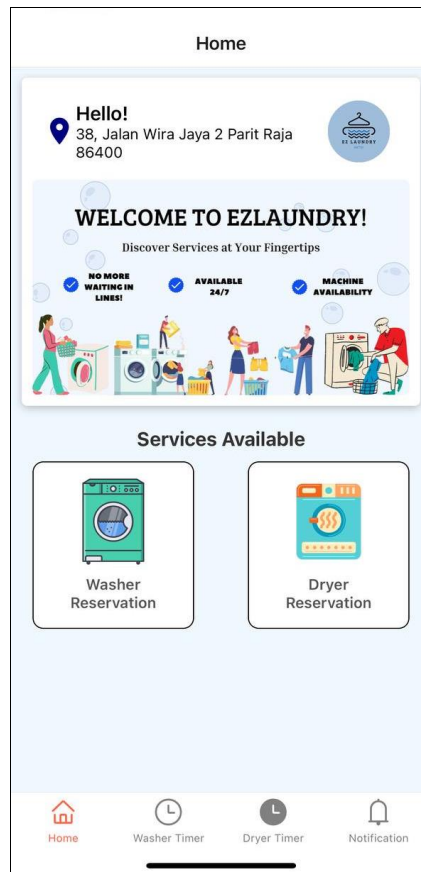 Home
Hello!
38, Jalan Wira Jaya 2 Parit Raja
86400
EZ LAUNDRY
WELCOME TO EZLAUNDRY!
Discover Services at Your Fingertips
NO MORE
WAITING IN
LINES!
AVAILABLE
24/7
MACHINE
AVAILABILITY
Services Available
Washer
Reservation
Dryer
Reservation
Home
Washer Timer
Dryer Timer
Notification